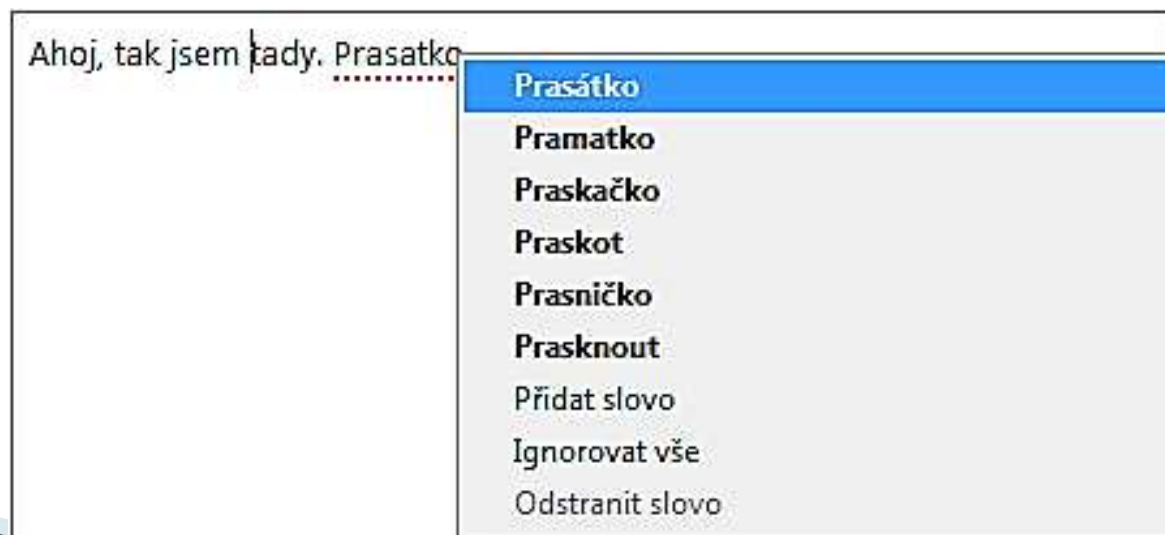 Ahoj, tak jsem tady. Prasatko
Prasátko
Pramatko
Praskačko
Praskot
Prasničko
Prasknout
Přidat slovo
Ignorovat vše
Odstranit slovo